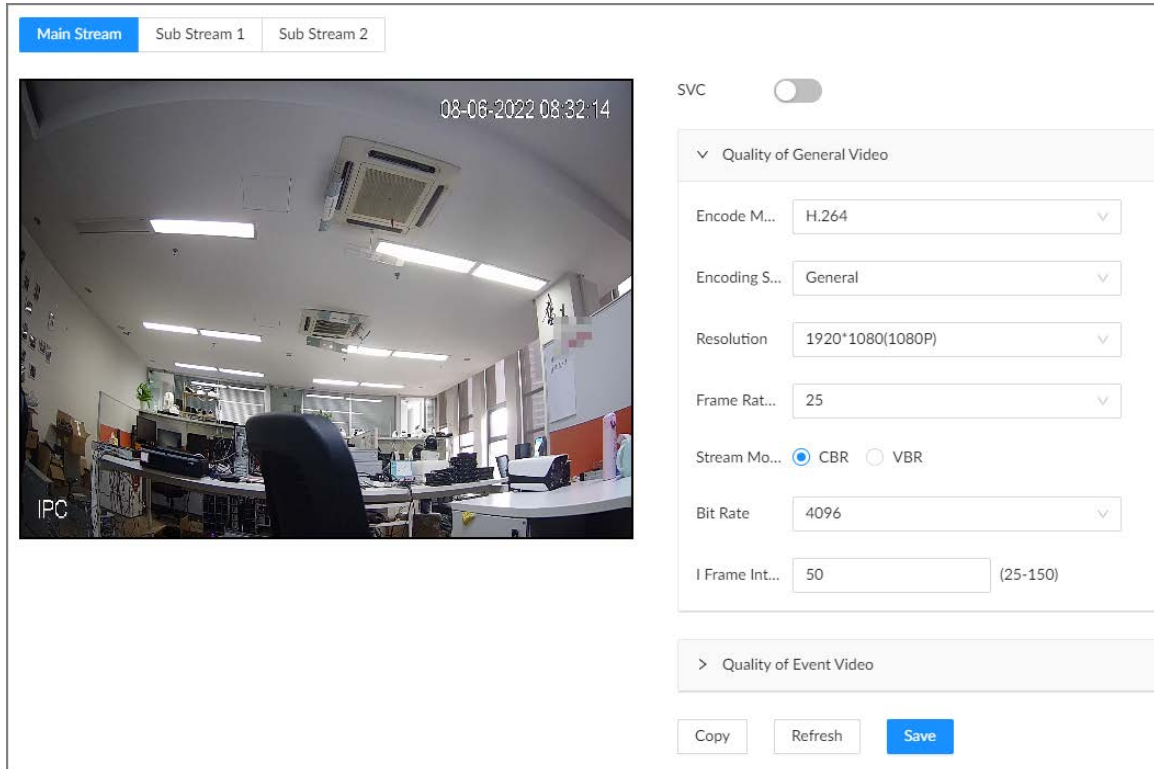 Main Stream
Sub Stream 1
Sub Stream 2
08-06-2022 08:32:14
IPC
SVC
Quality of General Video
Encode M... H.264
Encoding S... General
Resolution 1920*1080(1080P)
Frame Rat... 25
Stream Mo... CBR VBR
Bit Rate 4096
I Frame Int... 50 (25-150)
Quality of Event Video
Copy Refresh Save